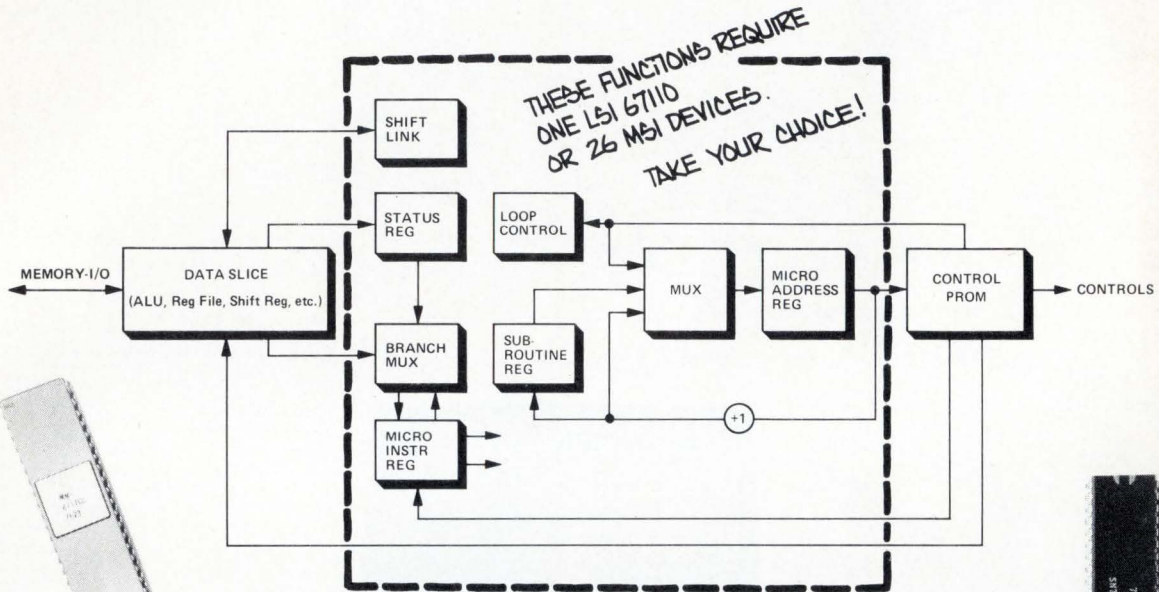 THESE FUNCTIONS REQUIRE
ONE LSI 67110
OR 26 MSI DEVICES.
TAKE YOUR CHOICE!
SHIFT
LINK
STATUS
REG
LOOP
CONTROL
MEMORY-I/O
DATA SLICE
(ALU, Reg File, Shift Reg, etc.)
MUX
MICRO
ADDRESS
REG
CONTROL
PROM
CONTROLS
BRANCH
MUX
SUB-
ROUTINE
REG
+1
MICRO
INSTR
REG